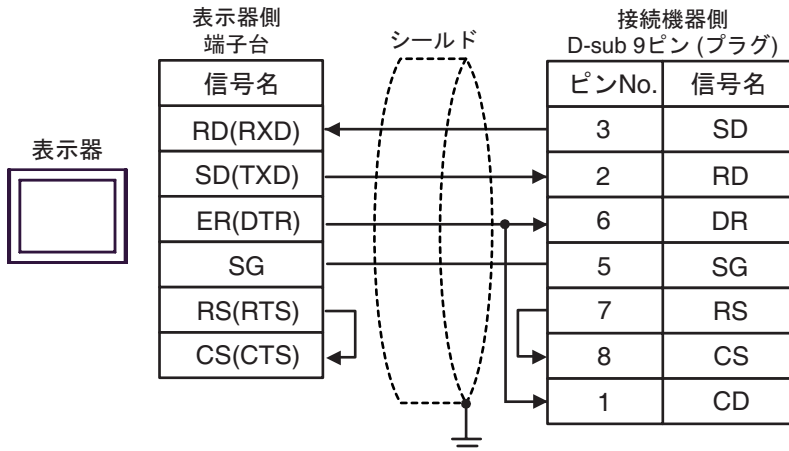 表示器側
端子台
シールド
接続機器側
D-sub 9ピン (プラグ)
表示器
信号名
RD(RXD)
SD(TXD)
ER(DTR)
SG
RS(RTS)
CS(CTS)
ピンNo. 信号名
3 SD
2 RD
6 DR
5 SG
7 RS
8 CS
1 CD